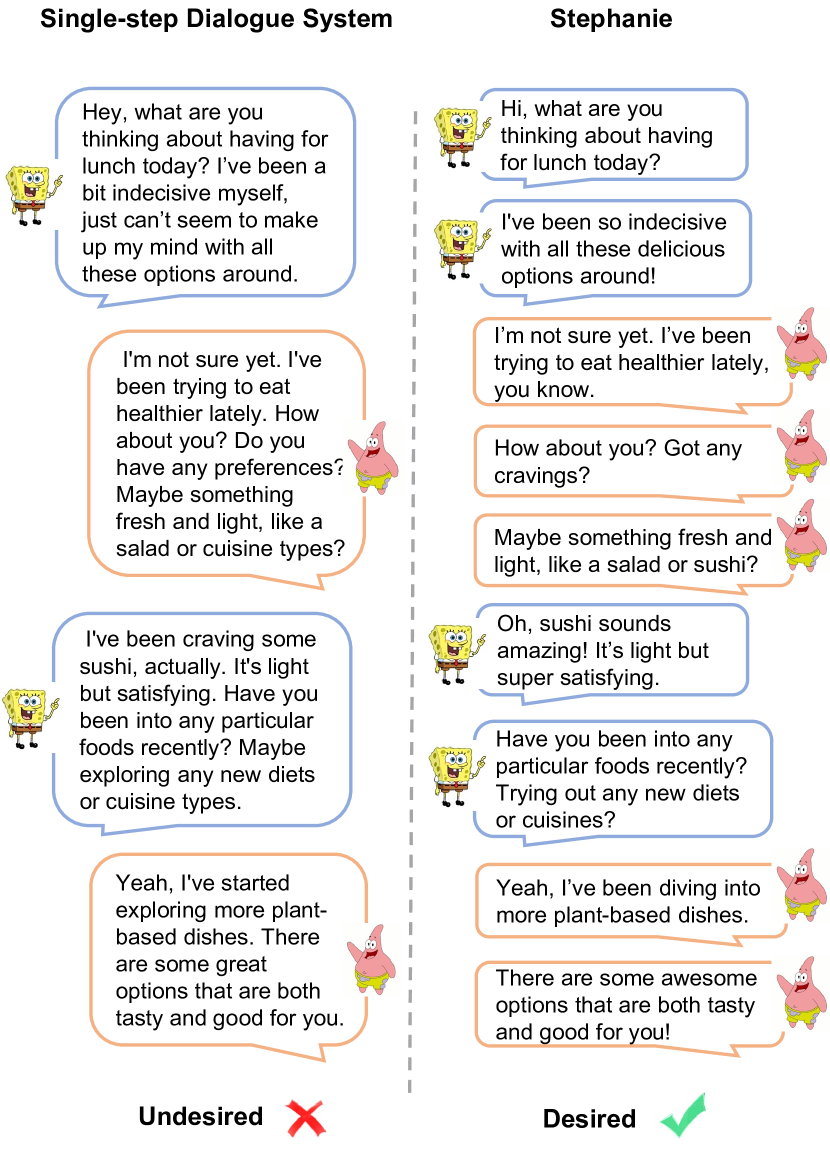 Single-step Dialogue System
Hey, what are you
thinking about having for
lunch today? I’ve been a
bit indecisive myself,
just can’t seem to make
up my mind with all
these options around.
I'm not sure yet. I've
been trying to eat
healthier lately. How
about you? Do you
have any preferences?
Maybe something
fresh and light, like a
salad or cuisine types?
I've been craving some
sushi, actually. It's light
but satisfying. Have you
been into any particular
foods recently? Maybe
exploring any new diets
or cuisine types.
Yeah, I've started
exploring more plant-
based dishes. There
are some great
options that are both
tasty and good for you.
Undesired
Stephanie
Hi, what are you
thinking about having
for lunch today?
I've been so indecisive
with all these delicious
options around!
I’m not sure yet. I’ve been
trying to eat healthier lately,
you know.
How about you? Got any
cravings?
Maybe something fresh and
light, like a salad or sushi?
Oh, sushi sounds
amazing! It’s light but
super satisfying.
Have you been into any
particular foods recently?
Trying out any new diets
or cuisines?
Yeah, I’ve been diving into
more plant-based dishes.
There are some awesome
options that are both tasty
and good for you!
Desired